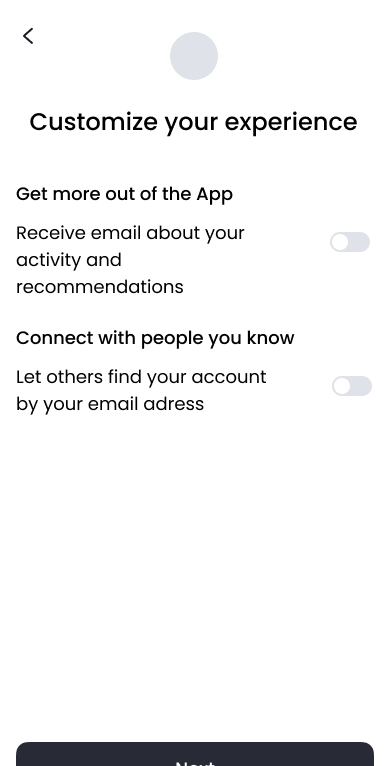 Customize your experience
Get more out of the App
Receive email about your
activity and
recommendations
Connect with people you know
Let others find your account
by your email adress
Next